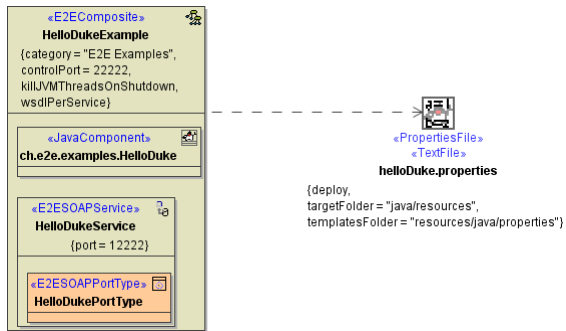 «E2EComposite»
HelloDukeExample
{category = "E2E Examples",
controlPort = 22222,
killJVMThreadsOnShutdown,
wsdlPerService}
«JavaComponent»
ch.e2e.examples.HelloDuke
«E2ESOAPService»
HelloDukeService
{port = 12222}
«E2ESOAPPortType»
HelloDukePortType
«PropertiesFile»
«TextFile»
helloDuke.properties
{deploy,
targetFolder = "java/resources",
templatesFolder = "resources/java/properties"}